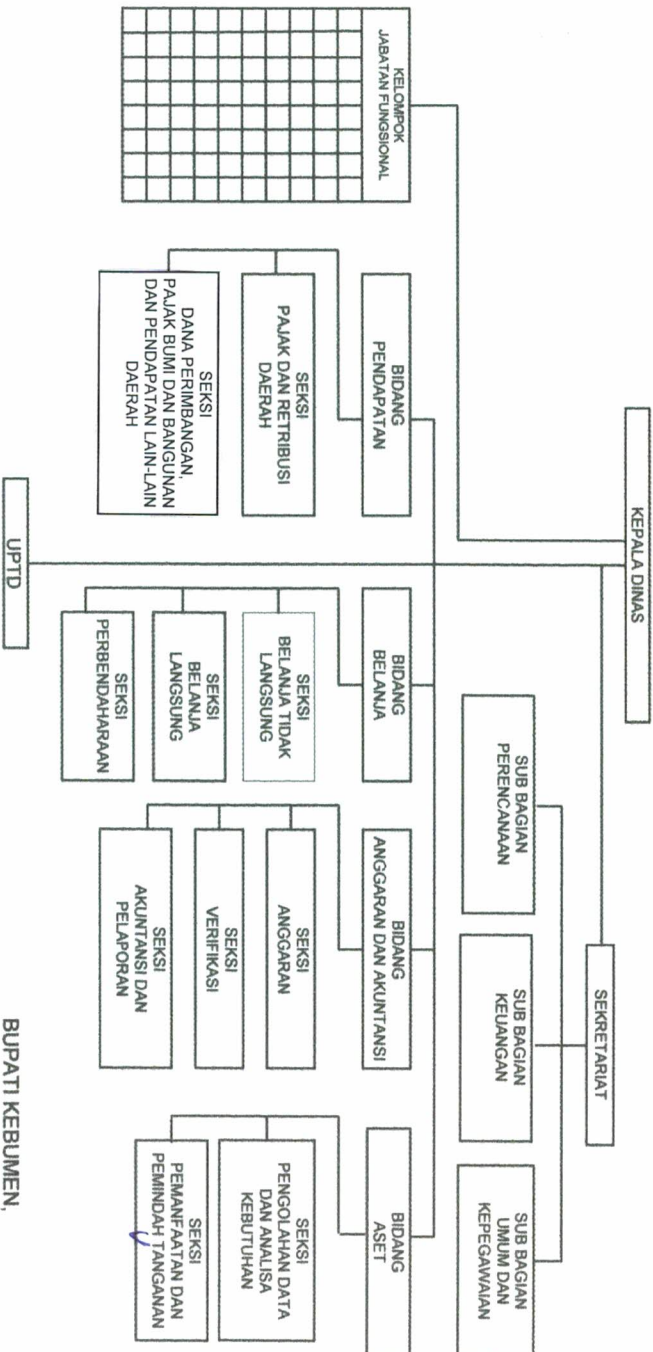 KEPALA DINAS
SEKRETARIAT
SUB BAGIAN
PERENCANAAN
SUB BAGIAN
KEUANGAN
SUB BAGIAN
UMUM DAN
KEPEGAWAIAN
KELOMPOK
JABATAN FUNGSIONAL
BIDANG
PENDAPATAN
SEKSI
PAJAK DAN RETRIBUSI
DAERAH
SEKSI
DANA PERIMBANGAN,
PAJAK BUMI DAN BANGUNAN
DAN PENDAPATAN LAIN-LAIN
DAERAH
BIDANG
BELANJA
SEKSI
BELANJA TIDAK
LANGSUNG
SEKSI
BELANJA
LANGSUNG
SEKSI
PERBENDAHARAAN
BIDANG
ANGGARAN DAN AKUNTANSI
SEKSI
ANGGARAN
SEKSI
VERIFIKASI
SEKSI
AKUNTANSI DAN
PELAPORAN
BIDANG
ASET
SEKSI
PENGOLAHAN DATA
DAN ANALISA
KEBUTUHAN
SEKSI
PEMANFAATAN DAN
PEMINDAH TANGANAN
UPTD
BUPATI KEBUMEN,